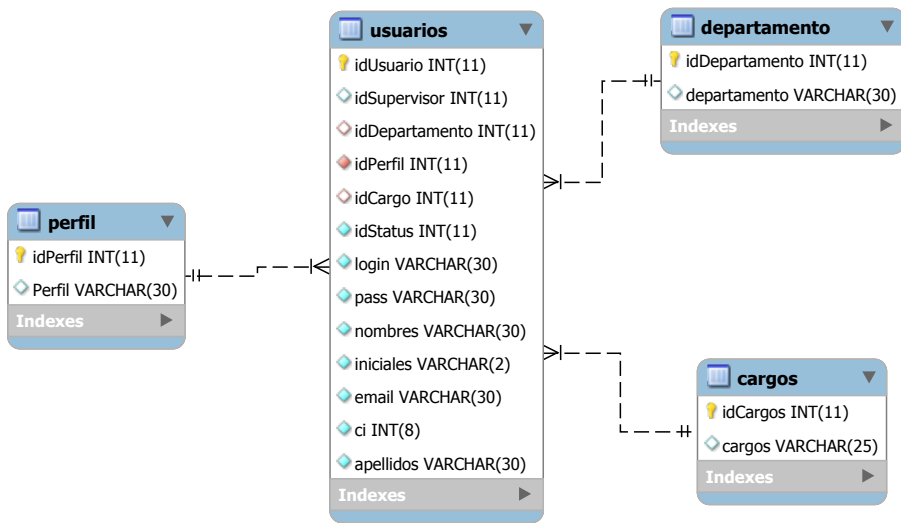 usuarios
idUsuario INT(11)
idSupervisor INT(11)
idDepartamento INT(11)
idPerfil INT(11)
idCargo INT(11)
idStatus INT(11)
login VARCHAR(30)
pass VARCHAR(30)
nombres VARCHAR(30)
iniciales VARCHAR(2)
email VARCHAR(30)
ci INT(8)
apellidos VARCHAR(30)
Indexes
departamento
idDepartamento INT(11)
departamento VARCHAR(30)
Indexes
perfil
idPerfil INT(11)
Perfil VARCHAR(30)
Indexes
cargos
idCargos INT(11)
cargos VARCHAR(25)
Indexes